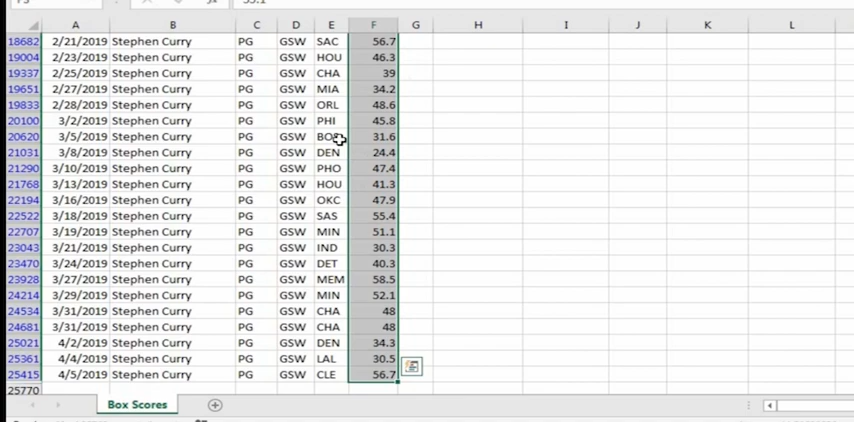 A B C D E F G H I J K L
18682 2/21/2019 Stephen Curry PG GSW SAC 56.7
19004 2/23/2019 Stephen Curry PG GSW HOU 46.3
19337 2/25/2019 Stephen Curry PG GSW CHA 39
19651 2/27/2019 Stephen Curry PG GSW MIA 34.2
19833 2/28/2019 Stephen Curry PG GSW ORL 48.6
20100 3/2/2019 Stephen Curry PG GSW PHI 45.8
20620 3/5/2019 Stephen Curry PG GSW BOS 31.6
21031 3/8/2019 Stephen Curry PG GSW DEN 24.4
21290 3/10/2019 Stephen Curry PG GSW PHO 47.4
21768 3/13/2019 Stephen Curry PG GSW HOU 41.3
22194 3/16/2019 Stephen Curry PG GSW OKC 47.9
22522 3/18/2019 Stephen Curry PG GSW SAS 55.4
22707 3/19/2019 Stephen Curry PG GSW MIN 51.1
23043 3/21/2019 Stephen Curry PG GSW IND 30.3
23470 3/24/2019 Stephen Curry PG GSW DET 40.3
23928 3/27/2019 Stephen Curry PG GSW MEM 58.5
24214 3/29/2019 Stephen Curry PG GSW MIN 52.1
24534 3/31/2019 Stephen Curry PG GSW CHA 48
24681 3/31/2019 Stephen Curry PG GSW CHA 48
25021 4/2/2019 Stephen Curry PG GSW DEN 34.3
25361 4/4/2019 Stephen Curry PG GSW LAL 30.5
25415 4/5/2019 Stephen Curry PG GSW CLE 56.7
25770
Box Scores